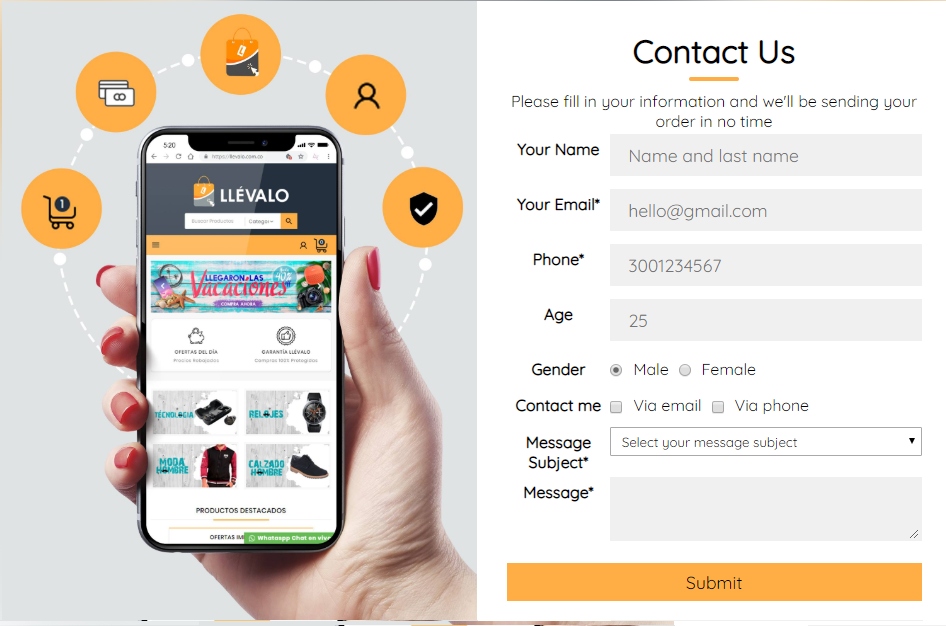 1
5:20
https://llevalo.com.co
LLÉVALO
Buscar Productos
Categor
LLEGARON LAS
Vacaciones
40%
COMPRA AHORA
OFERTAS DEL DÍA
Precios Rebajados
GARANTÍA LLÉVALO
Compras 100% Protegidas
TECNOLOGIA
RELOJES
MODA
HOMBRE
CALZADO
HOMBRE
PRODUCTOS DESTACADOS
OFERTAS IM
Whatsapp Chat en vivo
Contact Us
Please fill in your information and we'll be sending your
order in no time
Your Name
Name and last name
Your Email*
hello@gmail.com
Phone*
3001234567
Age
25
Gender Male Female
Contact me Via email Via phone
Message
Subject*
Select your message subject
Message*
Submit